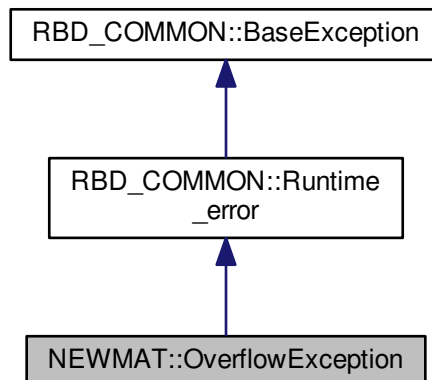 RBD_COMMON::BaseException
RBD_COMMON::Runtime
_error
NEWMAT::OverflowException